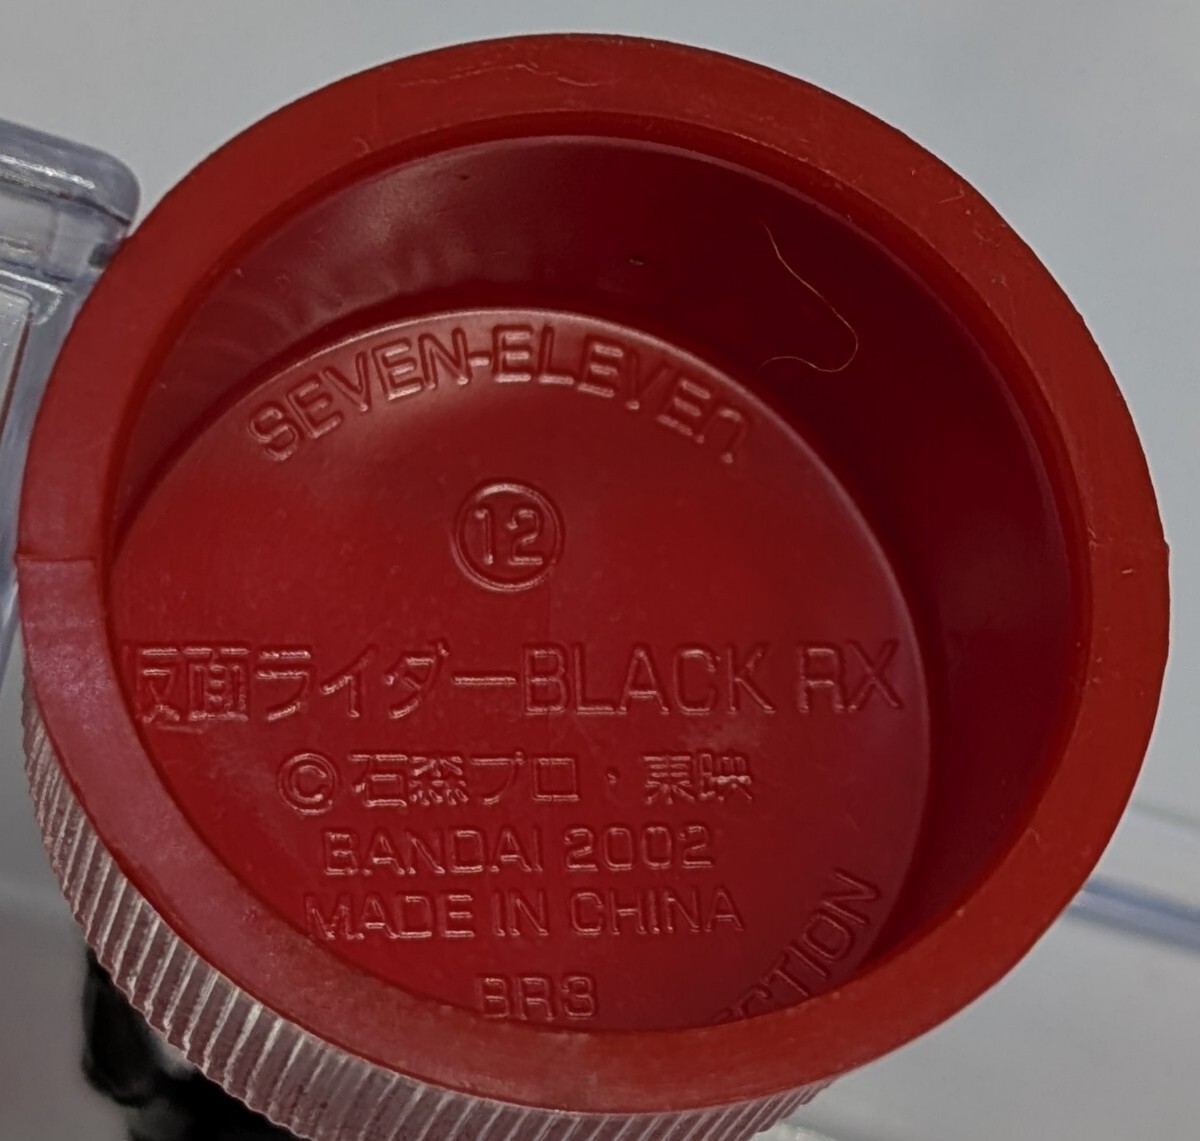 SEVEN-ELEVEn
⑫
仮面ライダーBLACK RX
©石森プロ・東映
BANDAI 2002
MADE IN CHINA
BR3